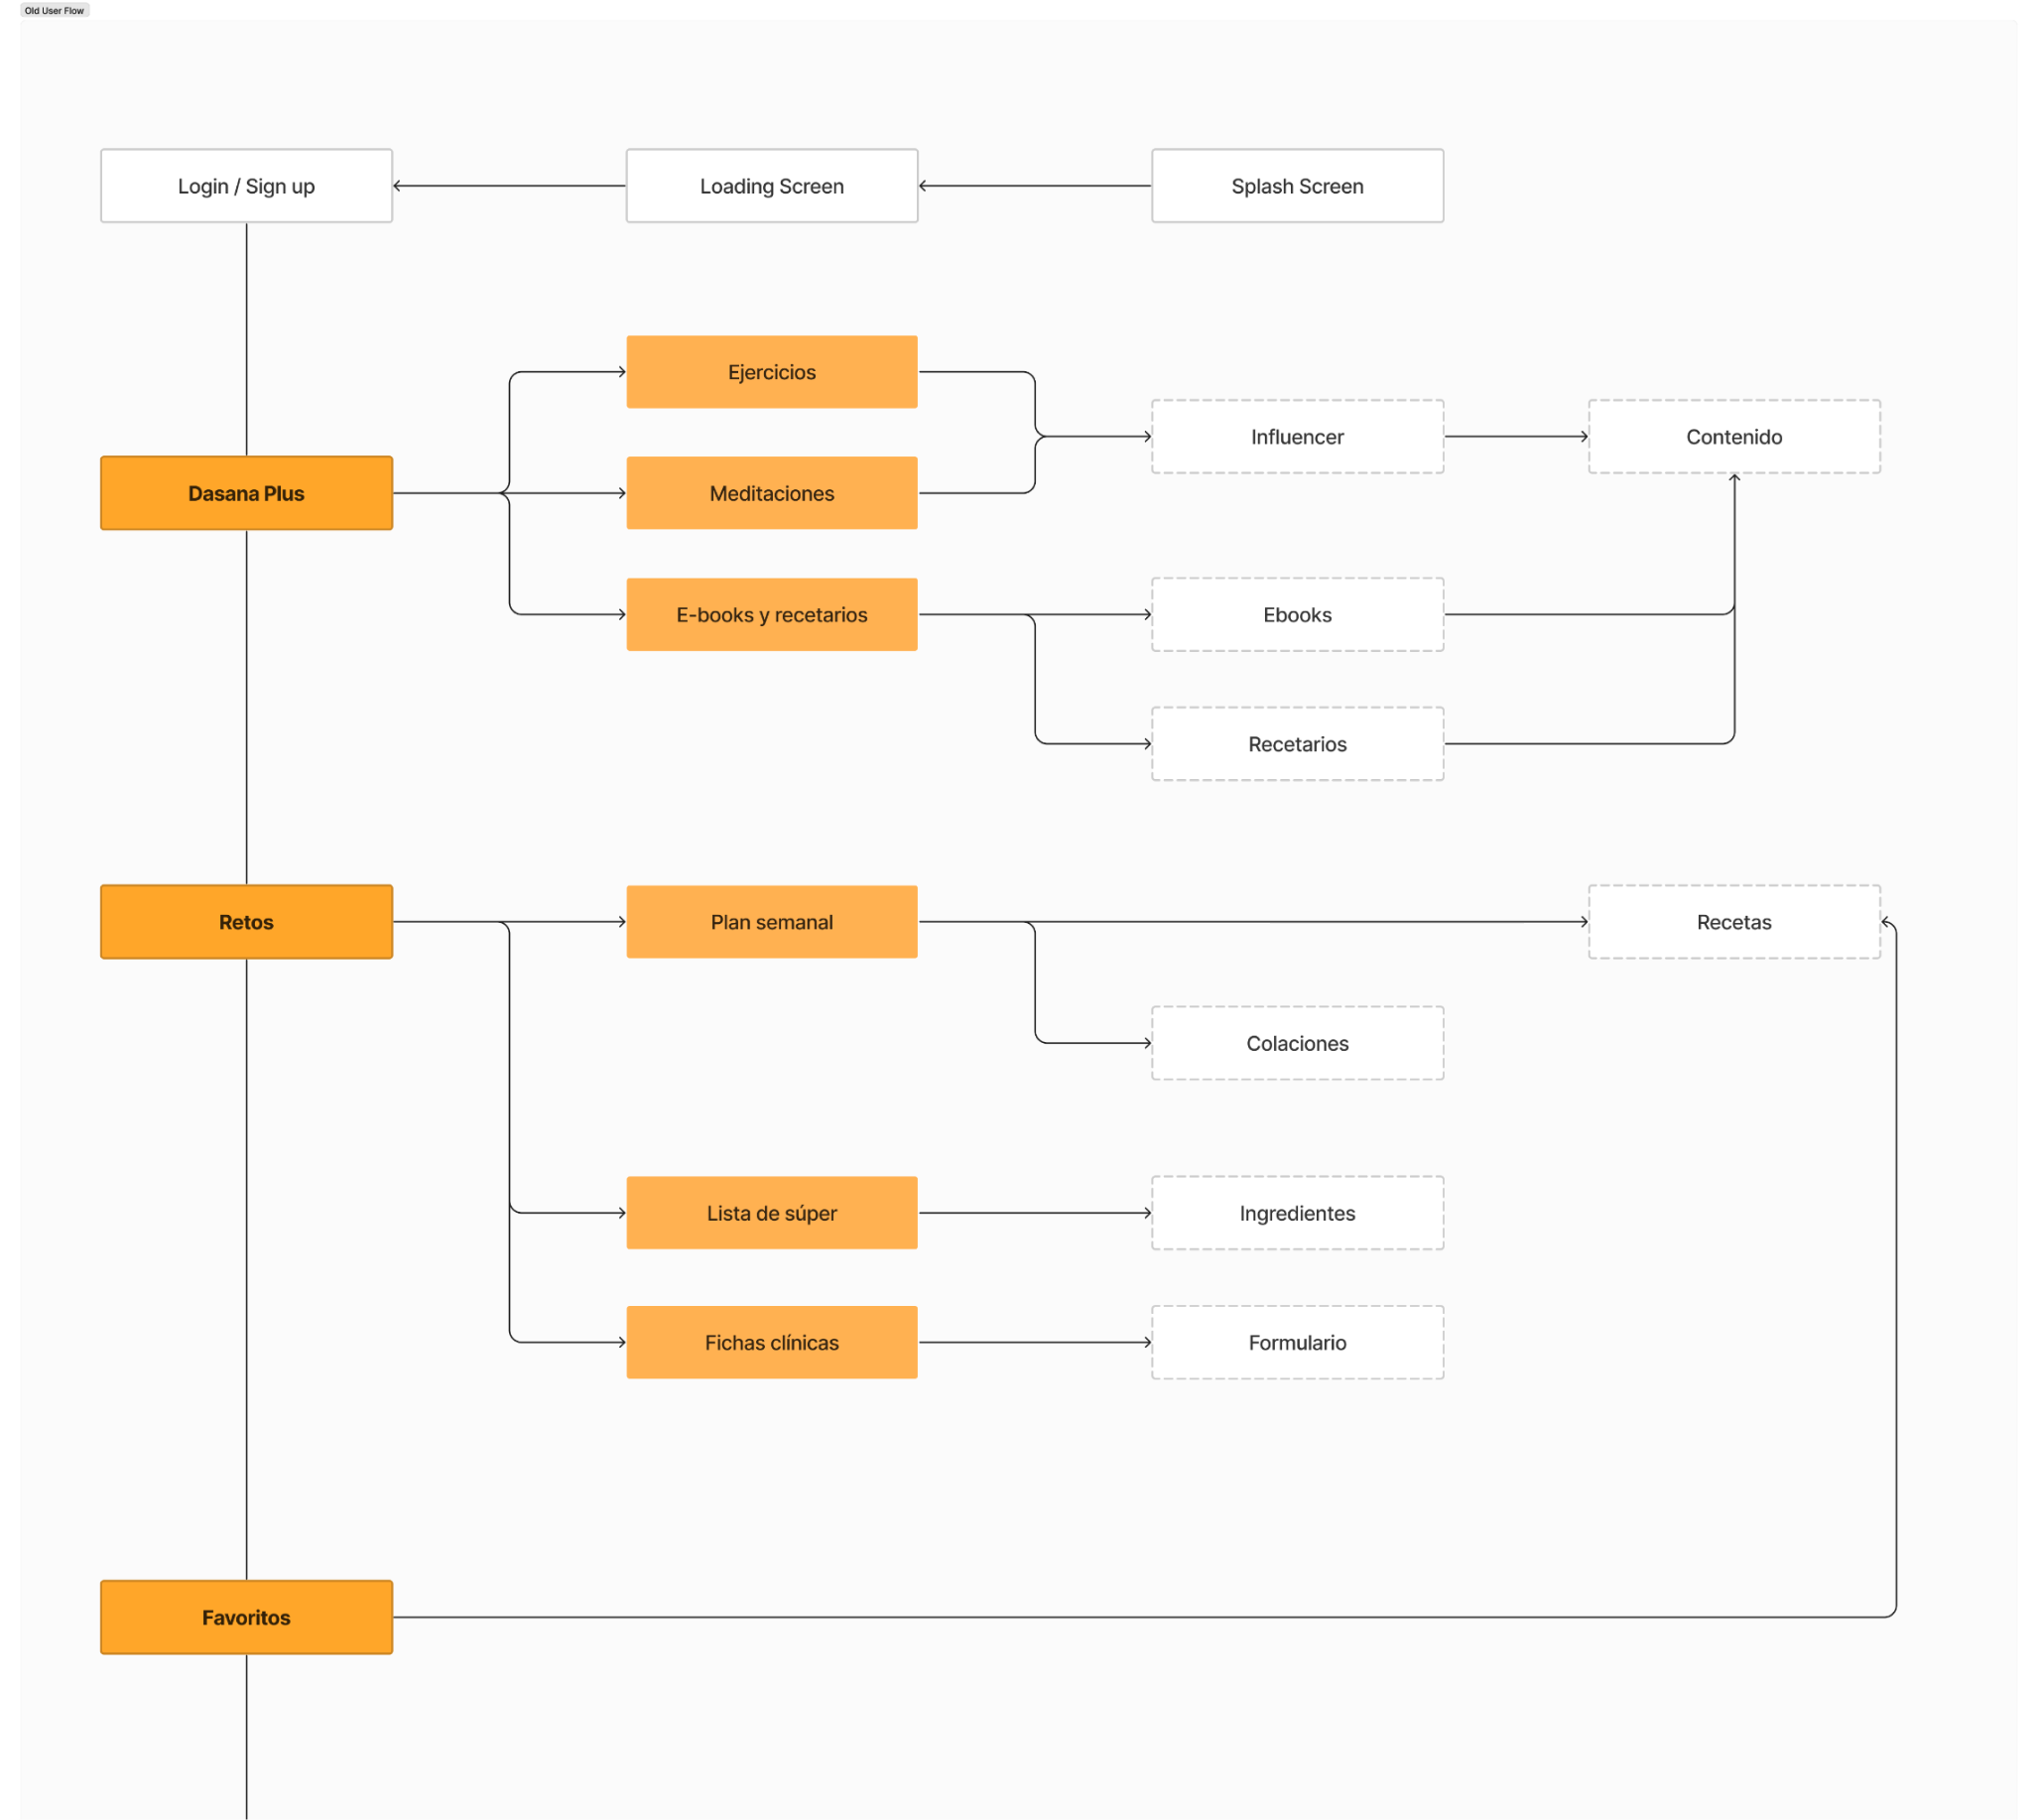 Old User Flow
Login / Sign up
Loading Screen
Splash Screen
Ejercicios
Influencer
Contenido
Dasana Plus
Meditaciones
E-books y recetarios
Ebooks
Recetarios
Retos
Plan semanal
Recetas
Colaciones
Lista de súper
Ingredientes
Fichas clínicas
Formulario
Favoritos